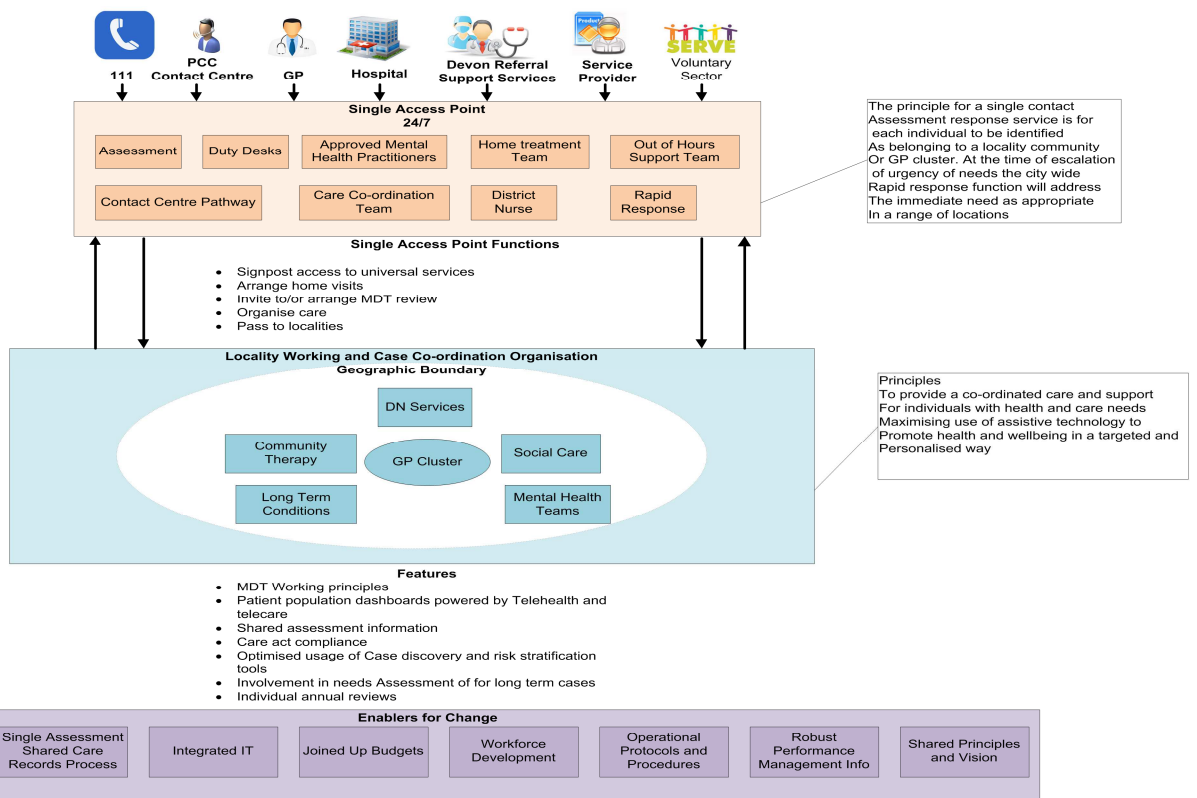 Product
SERVE
111
PCC
Contact Centre
GP
Hospital
Devon Referral
Support Services
Service
Provider
Voluntary
Sector
Single Access Point
24/7
Assessment
Duty Desks
Approved Mental
Health Practitioners
Home treatment
Team
Out of Hours
Support Team
Contact Centre Pathway
Care Co-ordination
Team
District
Nurse
Rapid
Response
The principle for a single contact
Assessment response service is for
each individual to be identified
As belonging to a locality community
Or GP cluster. At the time of escalation
of urgency of needs the city wide
Rapid response function will address
The immediate need as appropriate
In a range of locations
Single Access Point Functions
• Signpost access to universal services
• Arrange home visits
• Invite to/or arrange MDT review
• Organise care
• Pass to localities
Locality Working and Case Co-ordination Organisation
Geographic Boundary
DN Services
Community
Therapy
GP Cluster
Social Care
Long Term
Conditions
Mental Health
Teams
Principles
To provide a co-ordinated care and support
For individuals with health and care needs
Maximising use of assistive technology to
Promote health and wellbeing in a targeted and
Personalised way
Features
• MDT Working principles
• Patient population dashboards powered by Telehealth and
telecare
• Shared assessment information
• Care act compliance
• Optimised usage of Case discovery and risk stratification
tools
• Involvement in needs Assessment of for long term cases
• Individual annual reviews
Enablers for Change
Single Assessment
Shared Care
Records Process
Integrated IT
Joined Up Budgets
Workforce
Development
Operational
Protocols and
Procedures
Robust
Performance
Management Info
Shared Principles
and Vision